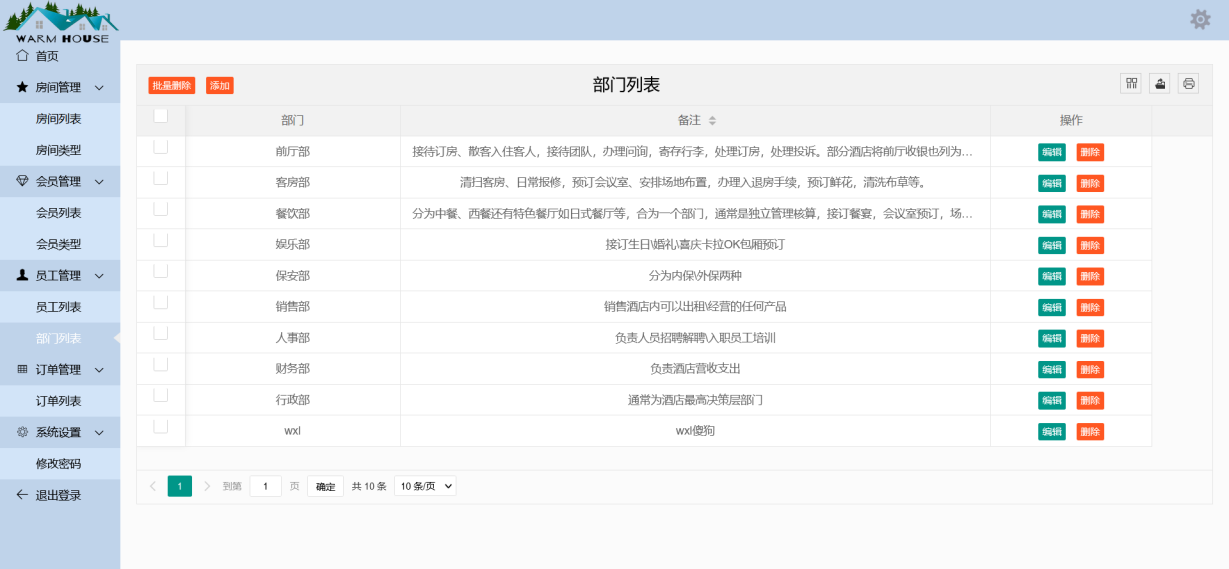 WARM HOUSE
首页
房间管理
房间列表
房间类型
会员管理
会员列表
会员类型
员工管理
员工列表
部门列表
订单管理
订单列表
系统设置
修改密码
退出登录
批量删除 添加 部门列表
部门 备注 操作
前厅部 接待订房、散客入住客人，接待团队，办理问询，寄存行李，处理订房，处理投诉。部分酒店将前厅收银也列为… 编辑 删除
客房部 清扫客房、日常报修，预订会议室、安排场地布置，办理入退房手续，预订鲜花，清洗布草等。 编辑 删除
餐饮部 分为中餐、西餐还有特色餐厅如日式餐厅等，合为一个部门，通常是独立管理核算，接订餐宴，会议室预订，场… 编辑 删除
娱乐部 接订生日\婚礼\喜庆卡拉OK包厢预订 编辑 删除
保安部 分为内保\外保两种 编辑 删除
销售部 销售酒店内可以出租\经营的任何产品 编辑 删除
人事部 负责人员招聘解聘\入职员工培训 编辑 删除
财务部 负责酒店营收支出 编辑 删除
行政部 通常为酒店最高决策层部门 编辑 删除
wxl wxl傻狗 编辑 删除
1 到第 1 页 确定 共 10 条 10 条/页